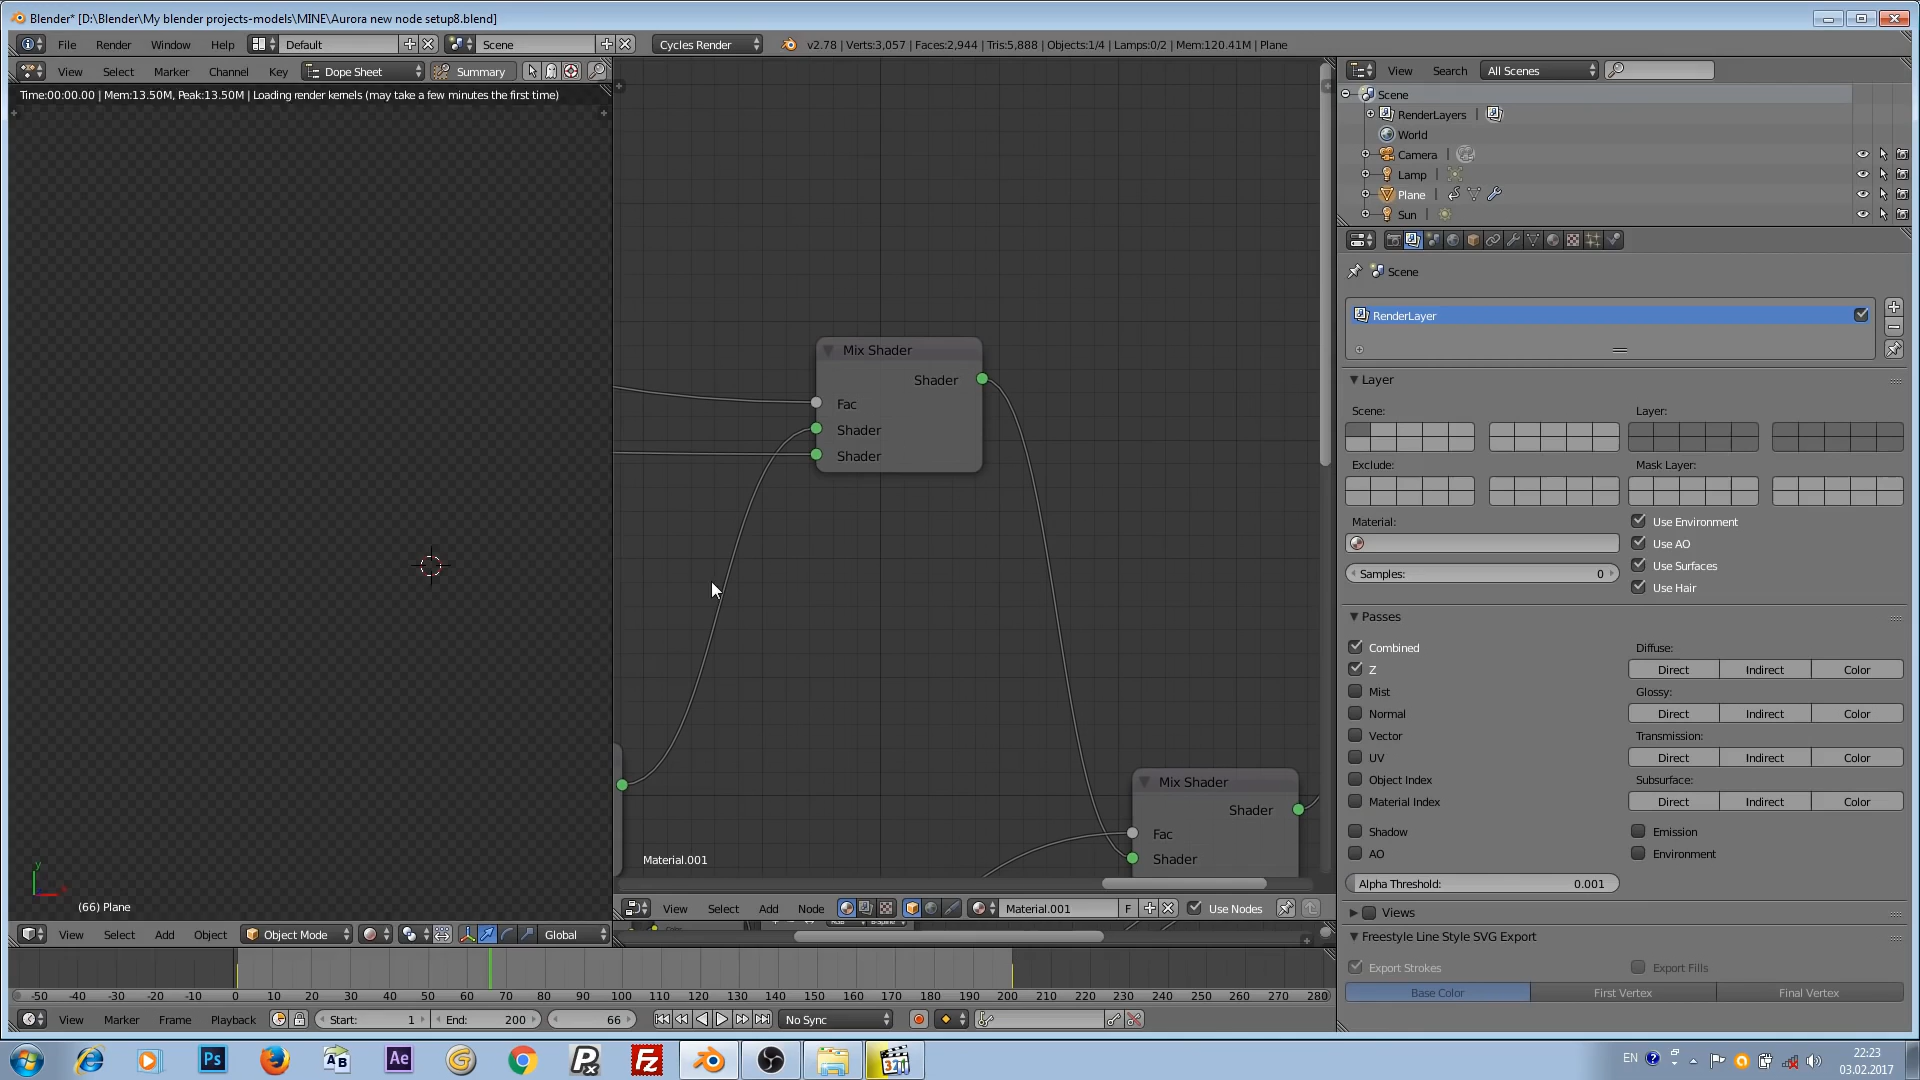 Blender* [D:\Blender\My blender projects-models\MINE\Aurora new node setup8.blend]
File Render Window Help Default Scene Cycles Render v2.78 | Verts:3,057 | Faces:2,944 | Tris:5,888 | Objects:1/4 | Lamps:0/2 | Mem:120.41M | Plane
View Select Marker Channel Key Dope Sheet Summary
View Search All Scenes
Time:00:00.00 | Mem:13.50M, Peak:13.50M | Loading render kernels (may take a few minutes the first time)
Scene
RenderLayers
World
Camera
Lamp
Plane
Sun
Scene
RenderLayer
Mix Shader
Shader
Fac
Shader
Shader
Layer
Scene: Layer:
Exclude: Mask Layer:
Material:
Use Environment
Use AO
Samples: 0
Use Surfaces
Use Hair
Passes
Combined
Z
Mist
Normal
Vector
UV
Object Index
Material Index
Shadow
AO
Diffuse:
Direct Indirect Color
Glossy:
Direct Indirect Color
Transmission:
Direct Indirect Color
Subsurface:
Direct Indirect Color
Emission
Environment
Alpha Threshold: 0.001
Views
Freestyle Line Style SVG Export
Export Strokes Export Fills
Base Color First Vertex Final Vertex
Mix Shader
Shader
Fac
Shader
Material.001
y
(66) Plane
View Select Add Node Material.001 F Use Nodes
View Select Add Object Object Mode Global
-50 -40 -30 -20 -10 0 10 20 30 40 50 60 70 80 90 100 110 120 130 140 150 160 170 180 190 200 210 220 230 240 250 260 270 280
View Marker Frame Playback Start: 1 End: 200 66 No Sync
Ps AB Ae Px Fz 321 EN 22:23
03.02.2017